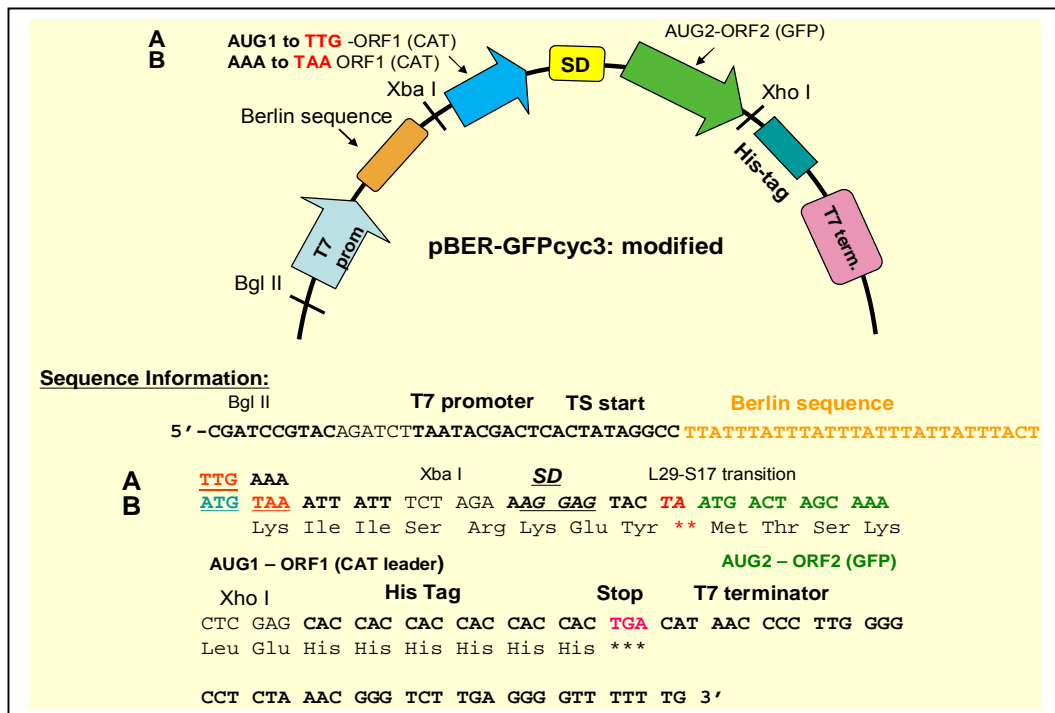 A AUG1 to TTG -ORF1 (CAT)
B AAA to TAA ORF1 (CAT)
AUG2-ORF2 (GFP)
SD
Xba I
Xho I
Berlin sequence
His-tag
T7 prom
T7 term.
pBER-GFPcyc3: modified
Bgl II
Sequence Information:
Bgl II T7 promoter TS start Berlin sequence
5’-CGATCCGTACAGATCTTAATACGACTCACTATAGGCC TTATTTATTTATTTATTTATTATTTACT
A TTG AAA Xba I SD L29-S17 transition
B ATG TAA ATT ATT TCT AGA AAG GAG TAC TA ATG ACT AGC AAA
Lys Ile Ile Ser Arg Lys Glu Tyr ** Met Thr Ser Lys
AUG1 – ORF1 (CAT leader) AUG2 – ORF2 (GFP)
Xho I His Tag Stop T7 terminator
CTC GAG CAC CAC CAC CAC CAC CAC TGA CAT AAC CCC TTG GGG
Leu Glu His His His His His His ***
CCT CTA AAC GGG TCT TGA GGG GTT TTT TG 3’